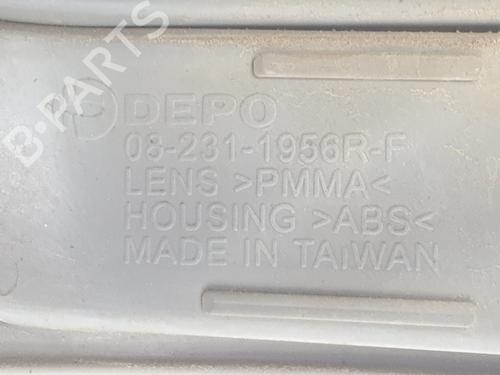 DEPO
08-231-1956R-F
LENS >PMMA<
HOUSING >ABS<
MADE IN TAIWAN
B-PARTS